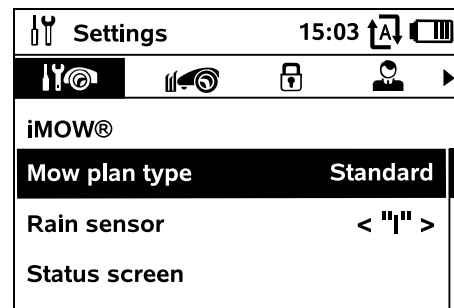 Settings 15:03 A
iMOW®
Mow plan type Standard
Rain sensor < "I" >
Status screen